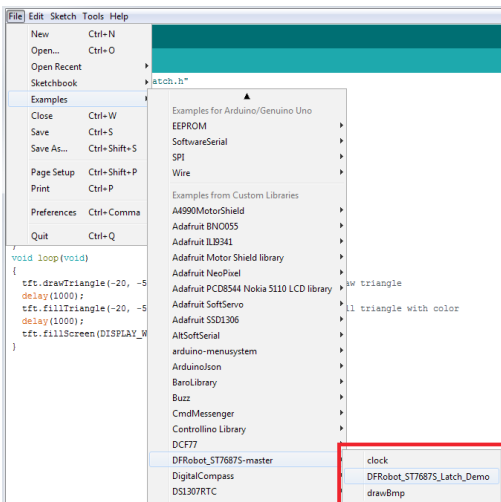 File Edit Sketch Tools Help
New Ctrl+N
Open... Ctrl+O
Open Recent
Sketchbook
Examples
Close Ctrl+W
Save Ctrl+S
Save As... Ctrl+Shift+S
Page Setup Ctrl+Shift+P
Print Ctrl+P
Preferences Ctrl+Comma
Quit Ctrl+Q
atch.h"
Examples for Arduino/Genuino Uno
EEPROM
SoftwareSerial
SPI
Wire
Examples from Custom Libraries
A4990MotorShield
Adafruit BNO055
Adafruit ILI9341
Adafruit Motor Shield library
Adafruit NeoPixel
Adafruit PCD8544 Nokia 5110 LCD library
Adafruit SoftServo
Adafruit SSD1306
AltSoftSerial
arduino-menusystem
ArduinoJson
BaroLibrary
Buzz
CmdMessenger
Controllino Library
DCF77
DFRobot_ST7687S-master
DigitalCompass
DS1307RTC
clock
DFRobot_ST7687S_Latch_Demo
drawBmp
}
void loop(void)
{
tft.drawTriangle(-20, -5 aw triangle
delay(1000);
tft.fillTriangle(-20, -5 ll triangle with color
delay(1000);
tft.fillScreen(DISPLAY_W
}